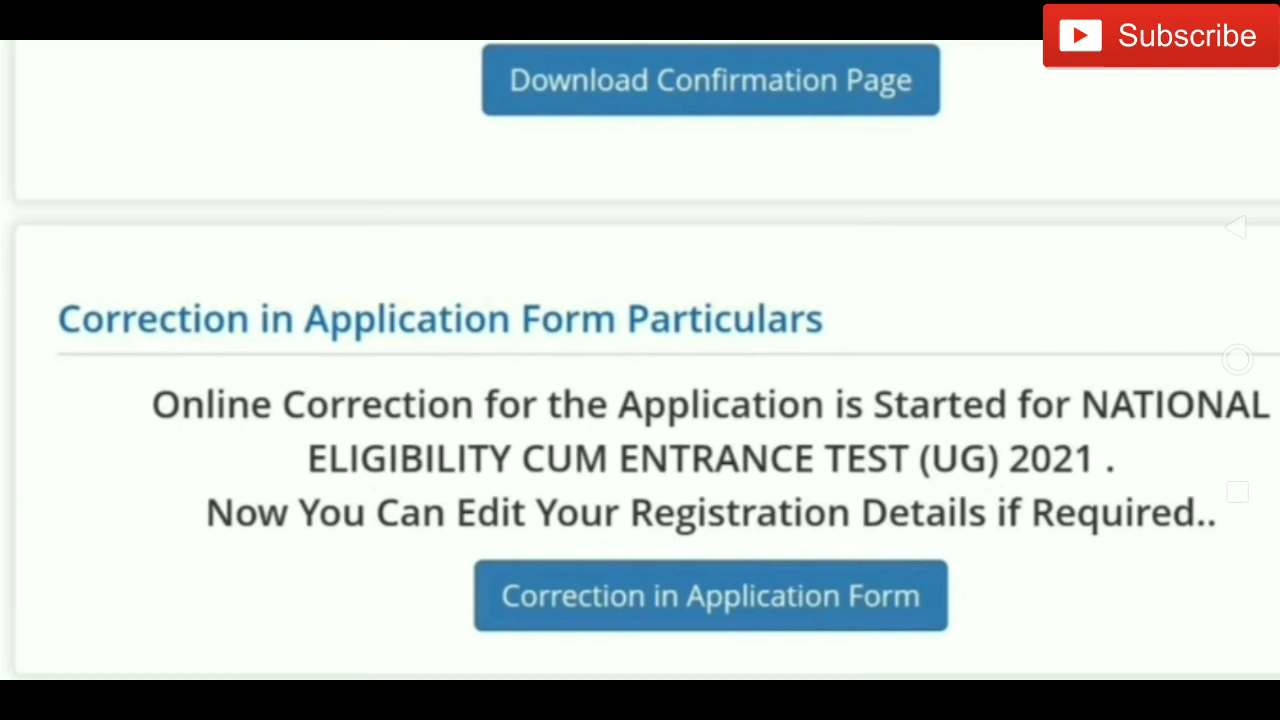 Subscribe
Download Confirmation Page
Correction in Application Form Particulars
Online Correction for the Application is Started for NATIONAL
ELIGIBILITY CUM ENTRANCE TEST (UG) 2021 .
Now You Can Edit Your Registration Details if Required..
Correction in Application Form